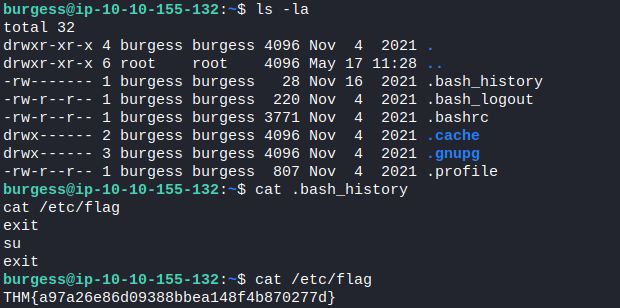 burgess@ip-10-10-155-132:~$ ls -la
total 32
drwxr-xr-x 4 burgess burgess 4096 Nov  4  2021 .
drwxr-xr-x 6 root    root    4096 May 17 11:28 ..
-rw------- 1 burgess burgess   28 Nov 16  2021 .bash_history
-rw-r--r-- 1 burgess burgess  220 Nov  4  2021 .bash_logout
-rw-r--r-- 1 burgess burgess 3771 Nov  4  2021 .bashrc
drwx------ 2 burgess burgess 4096 Nov  4  2021 .cache
drwx------ 3 burgess burgess 4096 Nov  4  2021 .gnupg
-rw-r--r-- 1 burgess burgess  807 Nov  4  2021 .profile
burgess@ip-10-10-155-132:~$ cat .bash_history
cat /etc/flag
exit
su
exit
burgess@ip-10-10-155-132:~$ cat /etc/flag
THM{a97a26e86d09388bbea148f4b870277d}